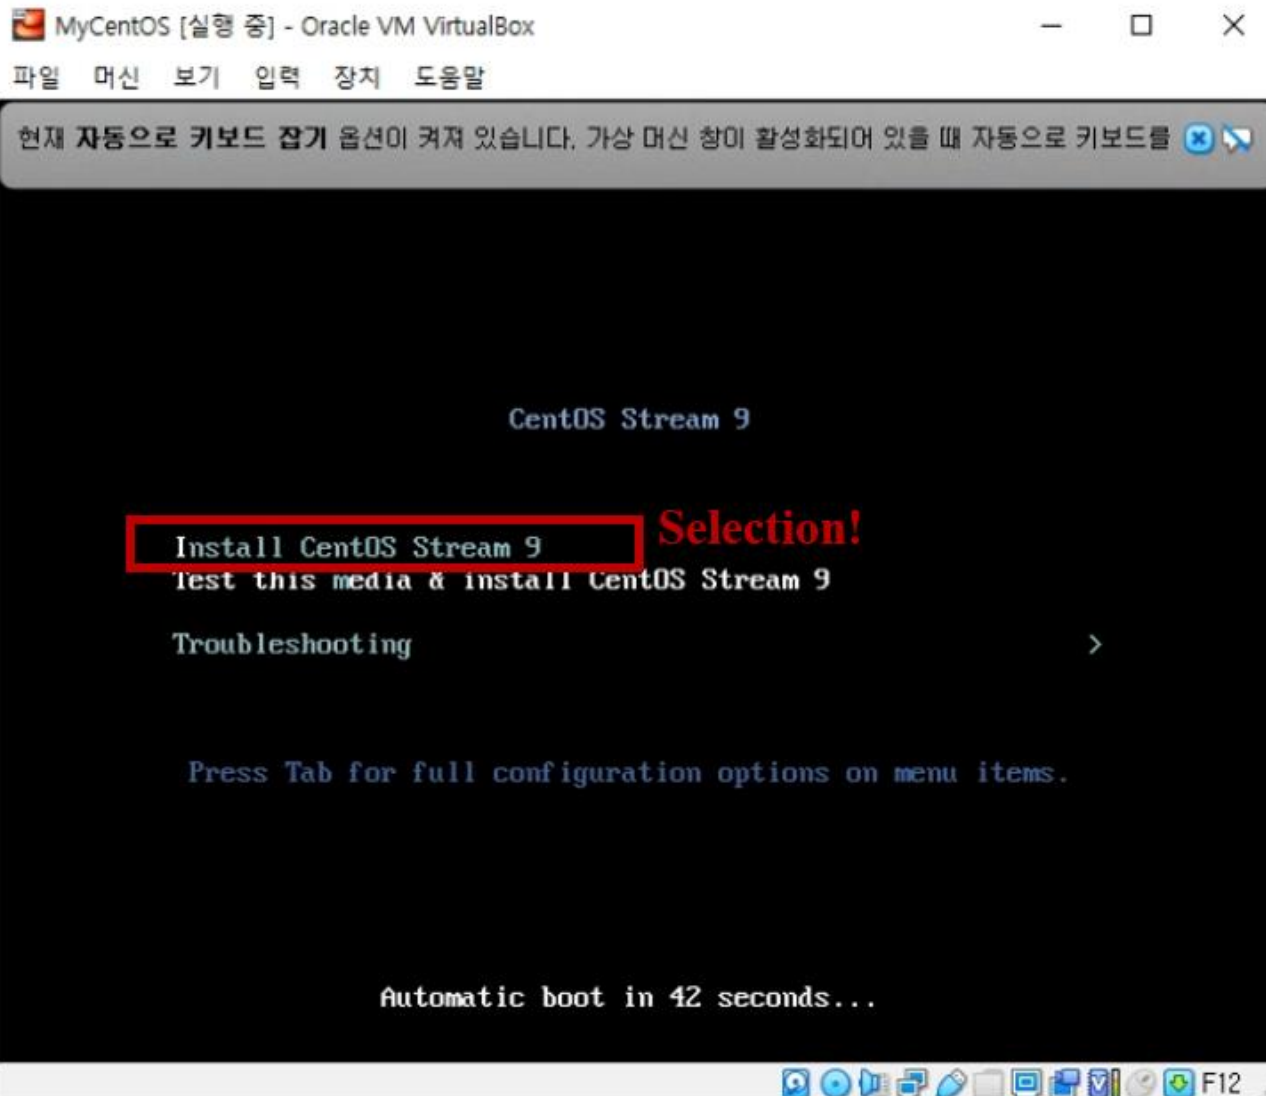 MyCentOS [실행 중] - Oracle VM VirtualBox
파일 머신 보기 입력 장치 도움말
현재 자동으로 키보드 잡기 옵션이 켜져 있습니다. 가상 머신 창이 활성화되어 있을 때 자동으로 키보드를
CentOS Stream 9
Install CentOS Stream 9 Selection!
Test this media & install CentOS Stream 9
Troubleshooting >
Press Tab for full configuration options on menu items.
Automatic boot in 42 seconds...
F12